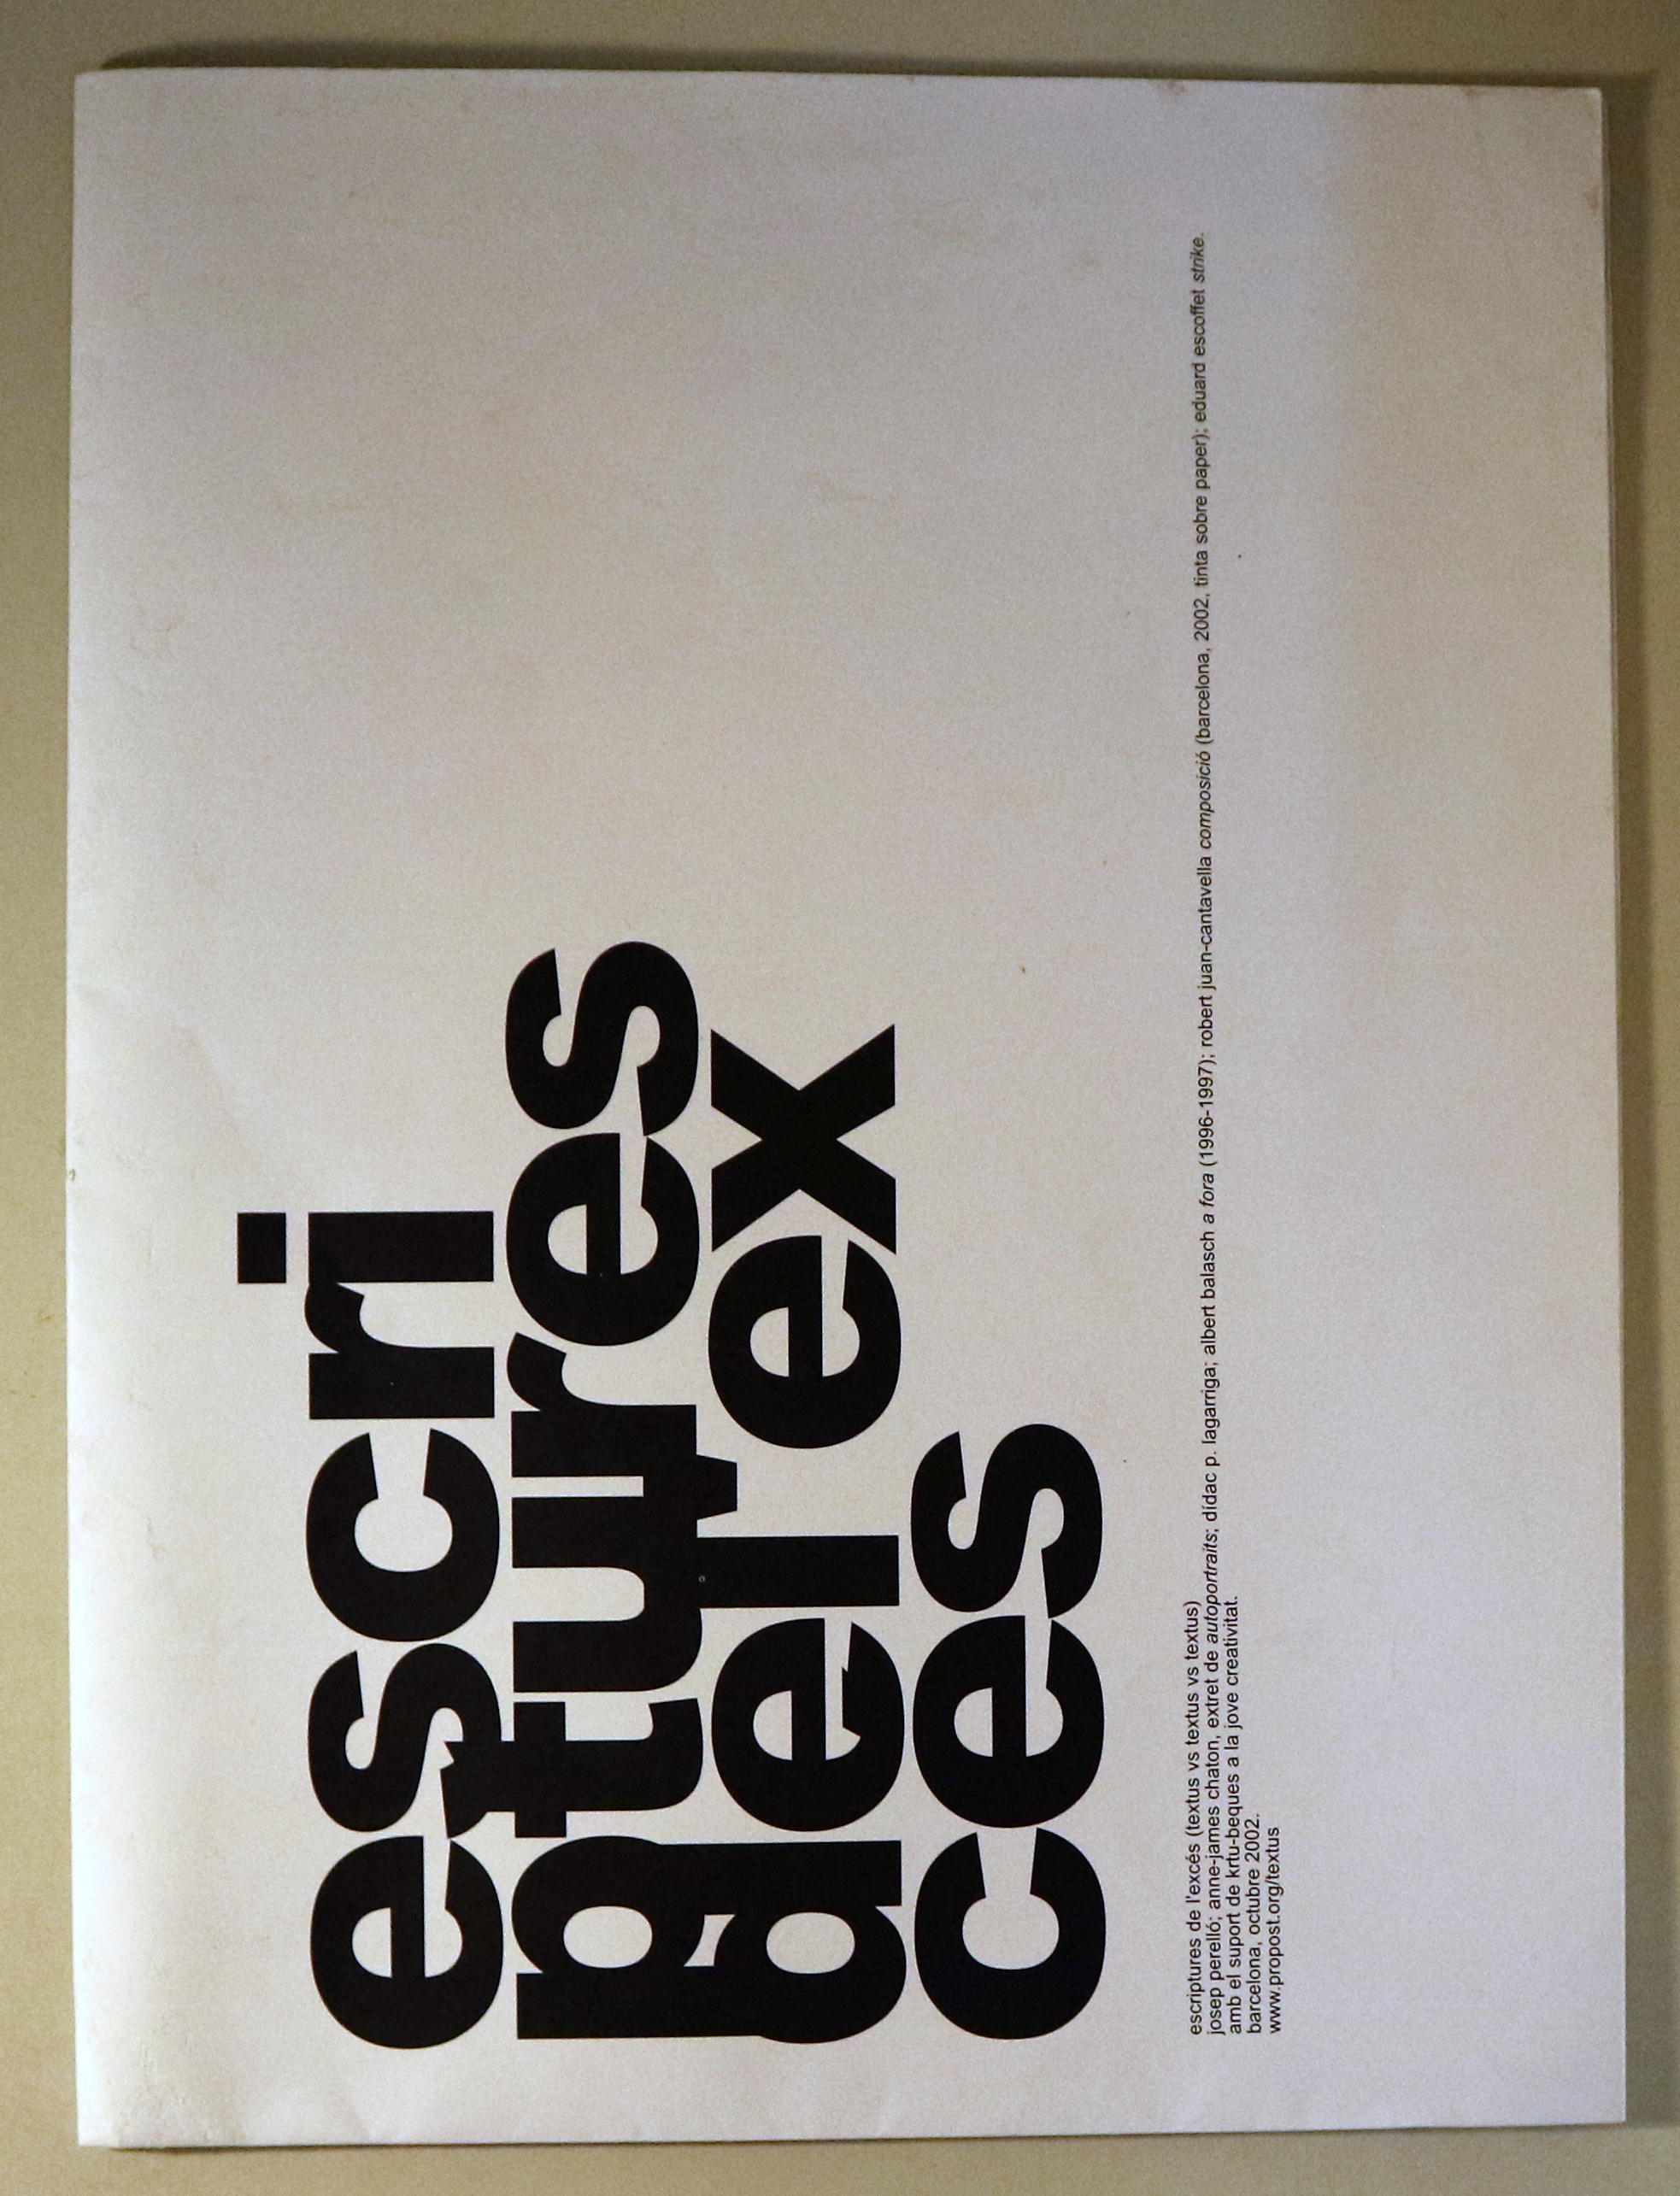 escri
ptures
del'ex
cés
escriptures de l'excés (textus vs textus vs textus)
josep perelló; anne-james chaton, extret de autoportraits; dídac p. lagarriga; albert balasch a fora (1996-1997); robert juan-cantavella composició (barcelona, 2002, tinta sobre paper); eduard escoffet strike.
amb el suport de krtu-beques a la jove creativitat.
barcelona, octubre 2002.
www.propost.org/textus